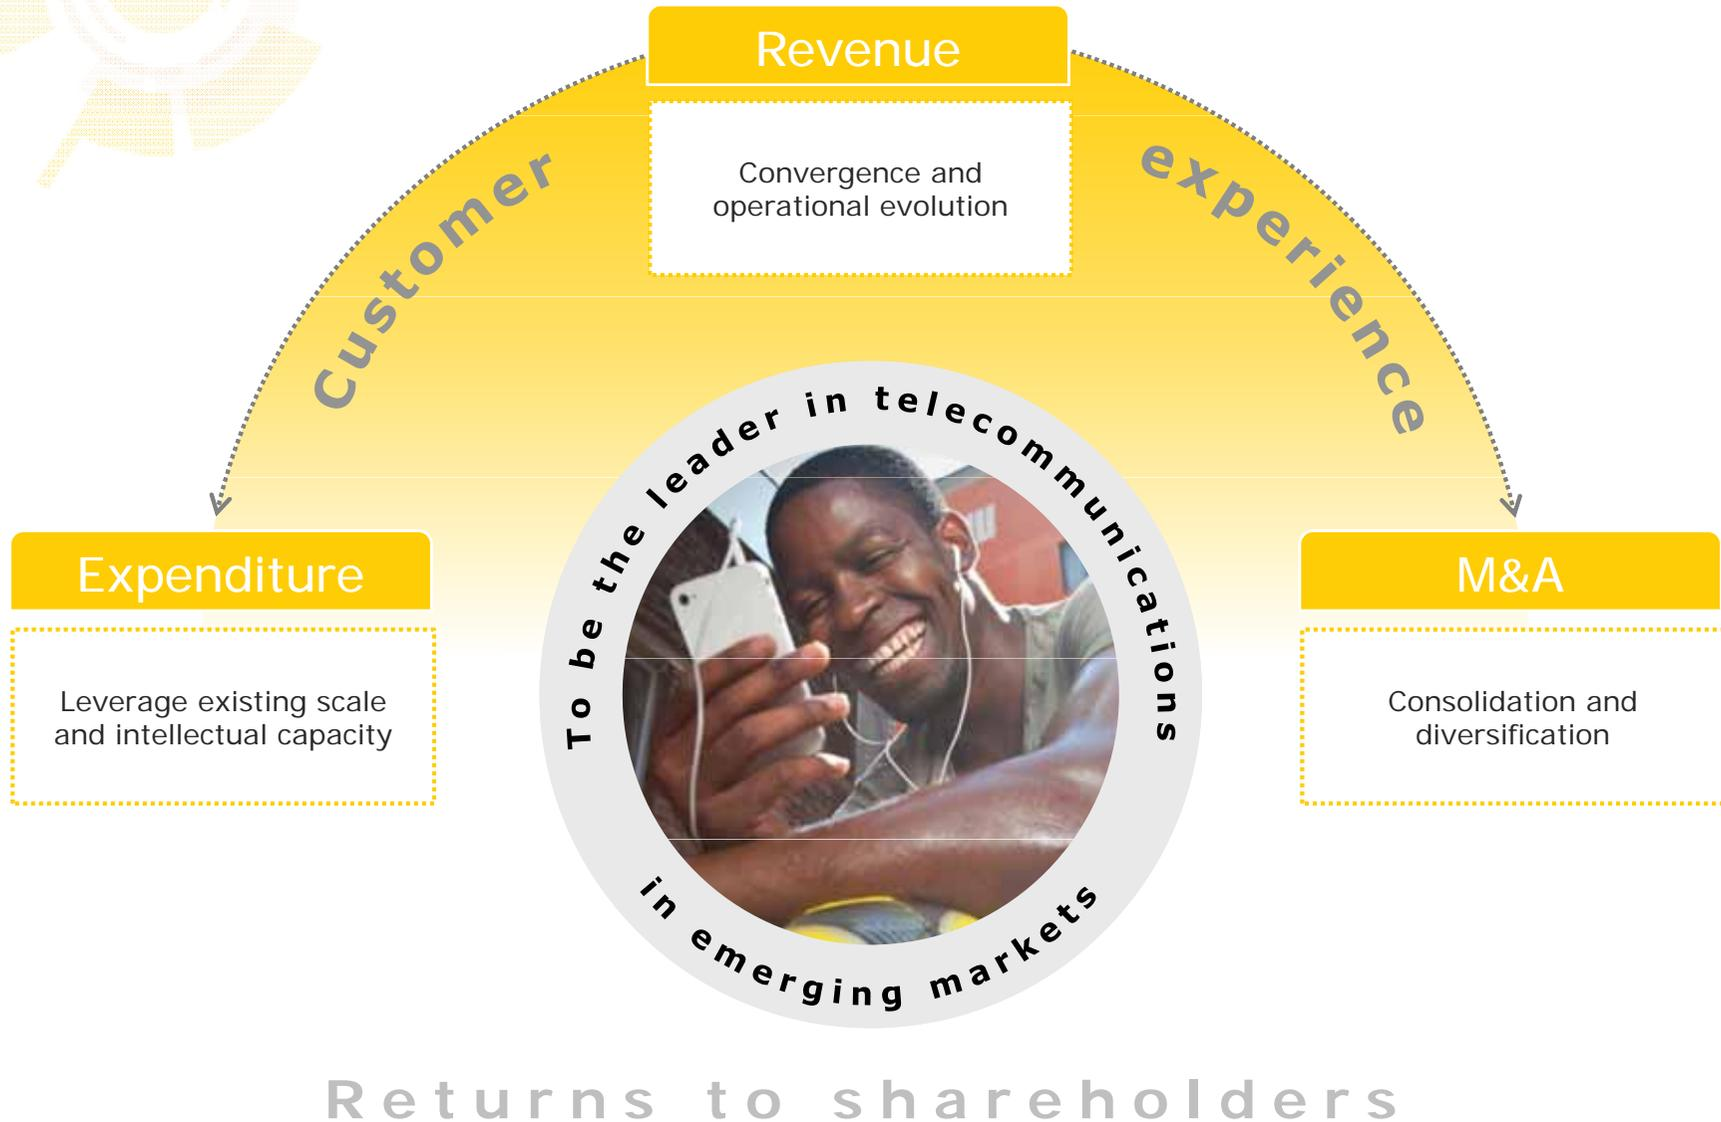 Revenue
Convergence and
operational evolution
Customer
experience
To be the leader in telecommunications
in emerging markets
Expenditure
Leverage existing scale
and intellectual capacity
M&A
Consolidation and
diversification
Returns to shareholders